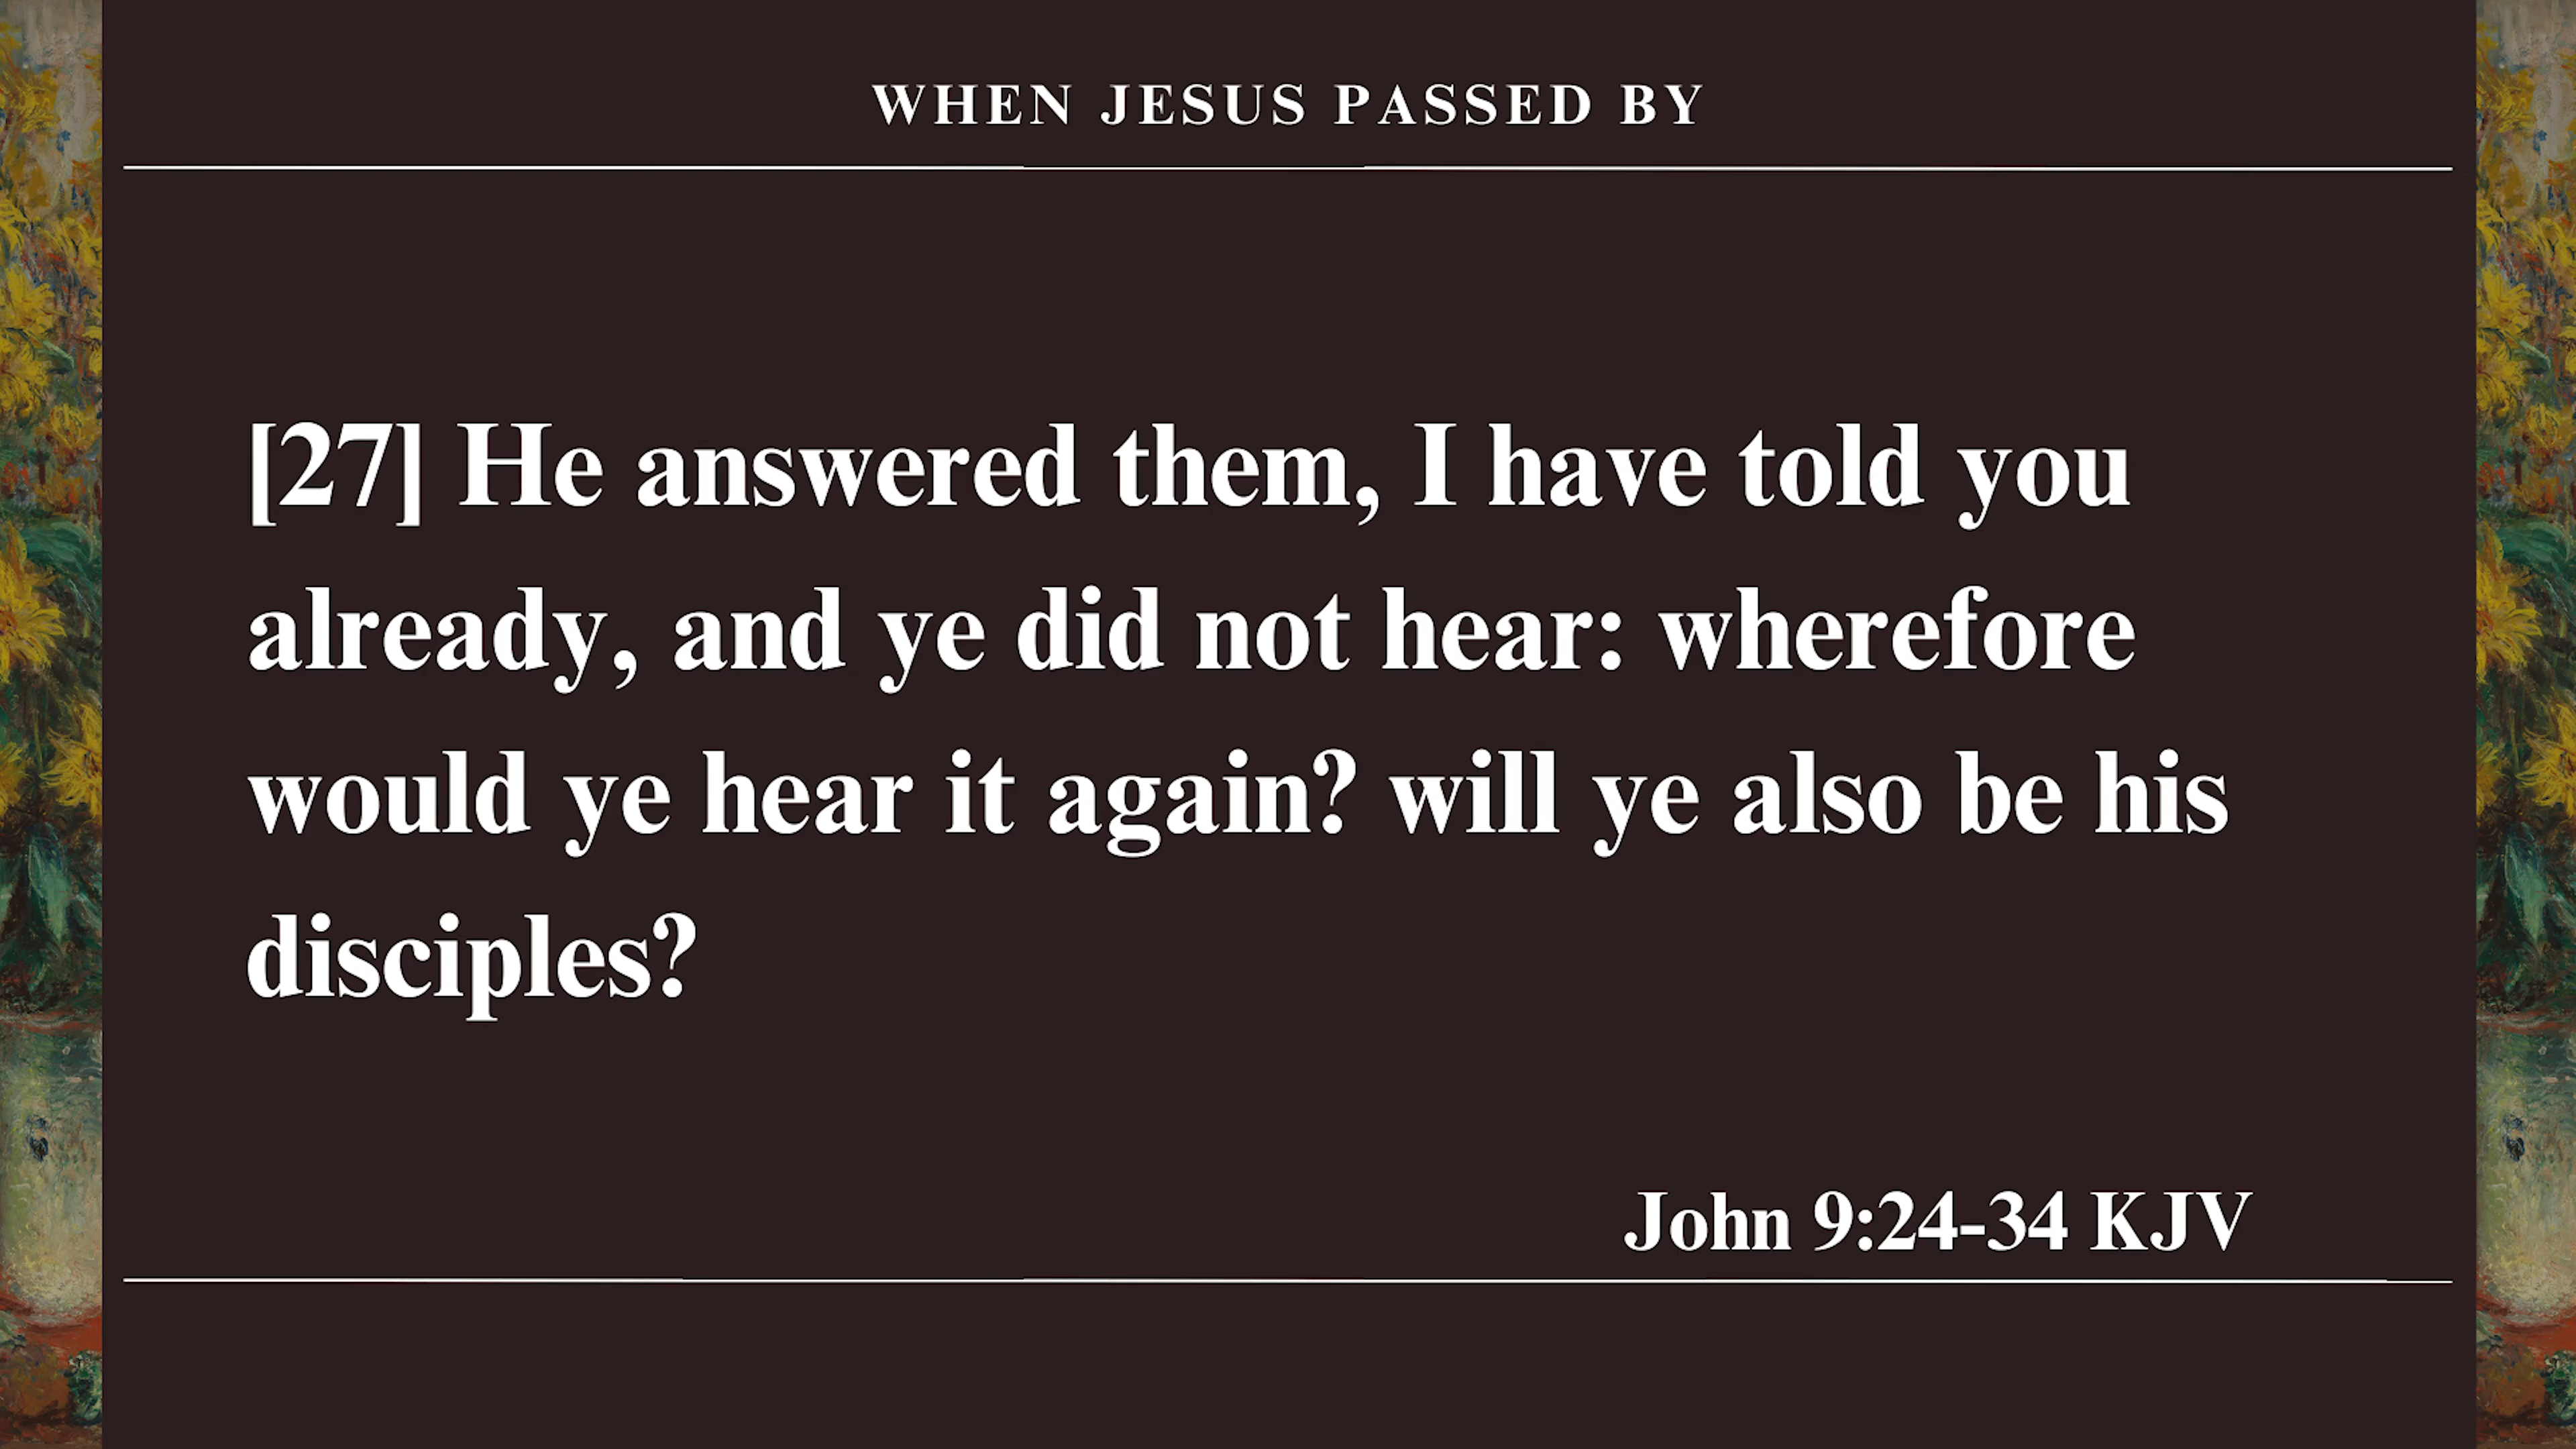 WHEN JESUS PASSED BY
[27] He answered them, I have told you
already, and ye did not hear: wherefore
would ye hear it again? will ye also be his
disciples?
John 9:24-34 KJV